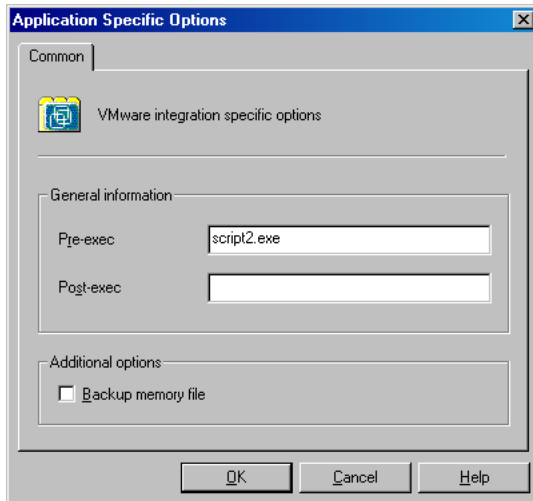 Application Specific Options
Common
VMware integration specific options
General information
Pre-exec script2.exe
Post-exec
Additional options
Backup memory file
OK Cancel Help